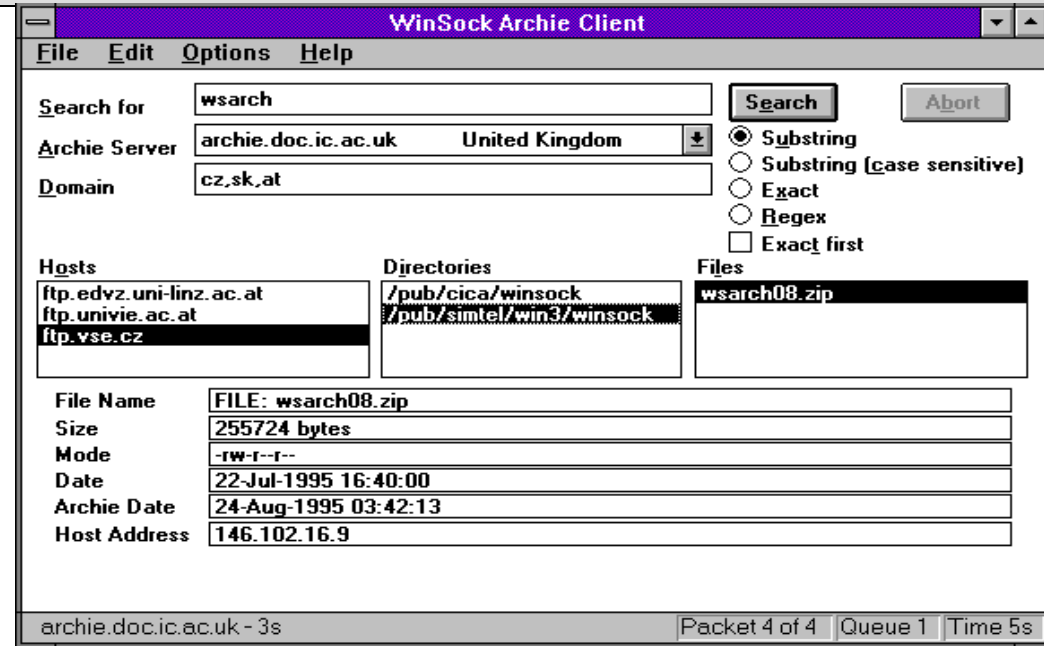 WinSock Archie Client
File Edit Options Help
Search for wsarch Search Abort
Archie Server archie.doc.ic.ac.uk United Kingdom
Domain cz,sk,at
Substring
Substring (case sensitive)
Exact
Regex
Exact first
Hosts Directories Files
ftp.edvz.uni-linz.ac.at /pub/cica/winsock wsarch08.zip
ftp.univie.ac.at /pub/simtel/win3/winsock
ftp.vse.cz
File Name FILE: wsarch08.zip
Size 255724 bytes
Mode -rw-r--r--
Date 22-Jul-1995 16:40:00
Archie Date 24-Aug-1995 03:42:13
Host Address 146.102.16.9
archie.doc.ic.ac.uk - 3s Packet 4 of 4 Queue 1 Time 5s